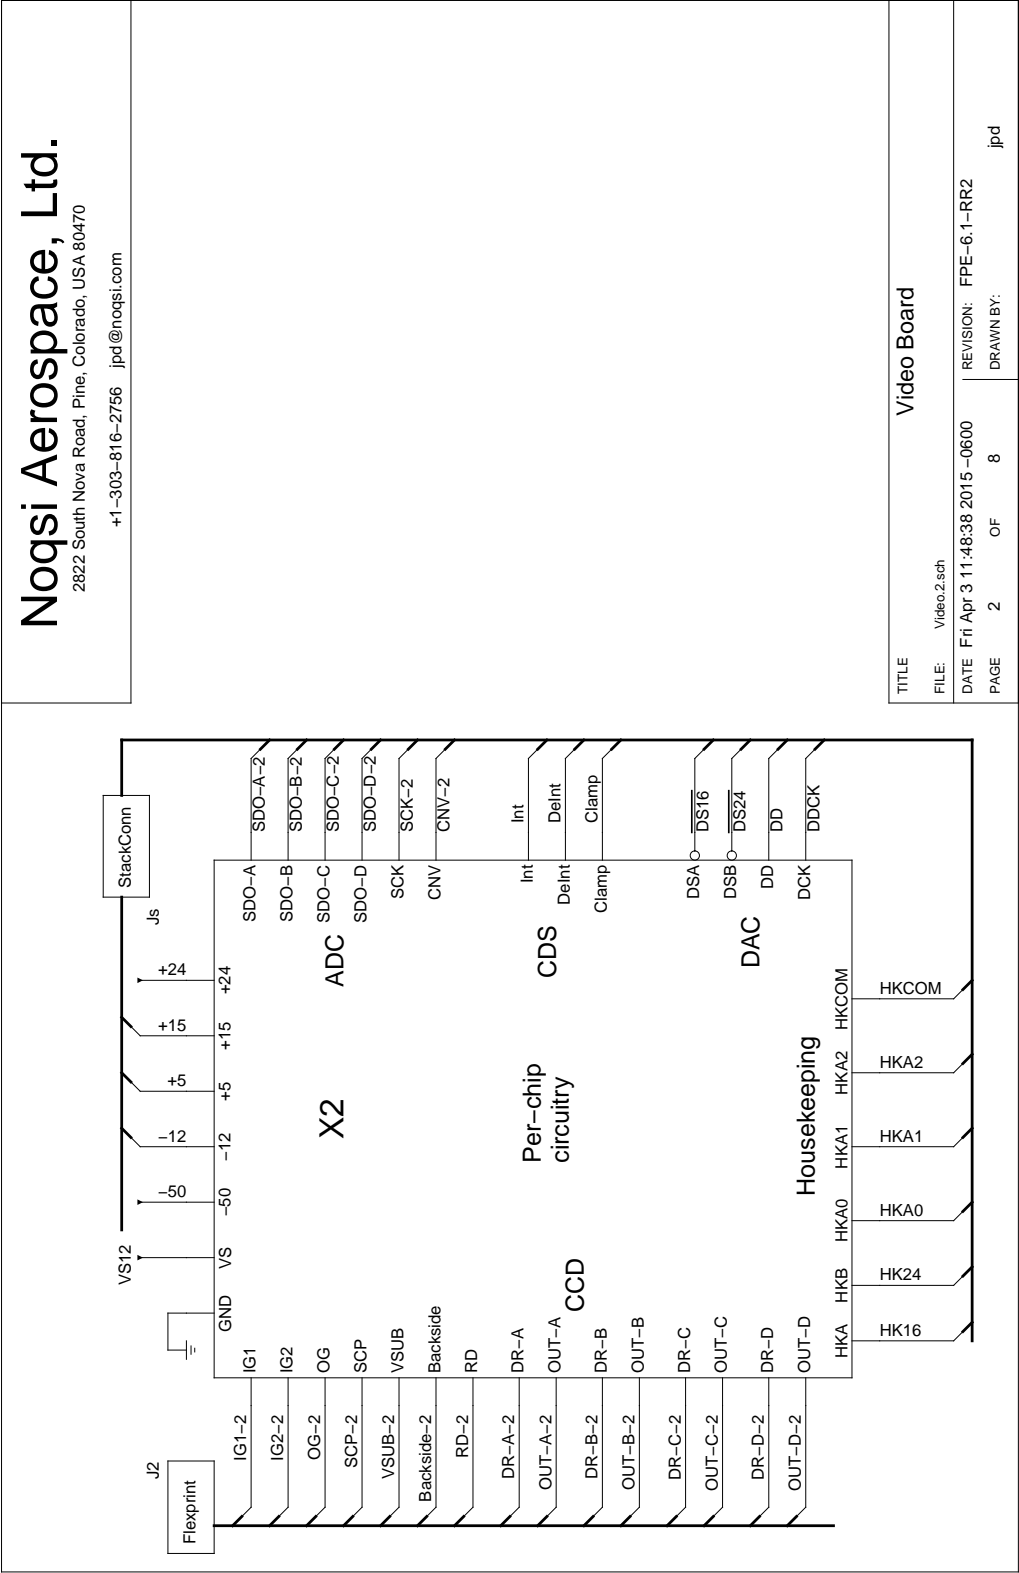 Noqsi Aerospace, Ltd.
2822 South Nova Road, Pine, Colorado, USA 80470
+1−303−816−2756 jpd@noqsi.com
J2
Flexprint
StackConn
Js
VS12
−50
−12
+5
+15
+24
GND
VS
−50
−12
+5
+15
+24
IG1−2
IG2−2
OG−2
SCP−2
VSUB−2
Backside−2
RD−2
DR−A−2
OUT−A−2
DR−B−2
OUT−B−2
DR−C−2
OUT−C−2
DR−D−2
OUT−D−2
IG1
IG2
OG
SCP
VSUB
Backside
RD
DR−A
OUT−A
DR−B
OUT−B
DR−C
OUT−C
DR−D
OUT−D
CCD
X2
Per−chip
circuitry
ADC
CDS
DAC
Housekeeping
SDO−A
SDO−B
SDO−C
SDO−D
SCK
CNV
Int
DeInt
Clamp
DSA
DSB
DD
DCK
SDO−A−2
SDO−B−2
SDO−C−2
SDO−D−2
SCK−2
CNV−2
Int
DeInt
Clamp
DS16
DS24
DD
DDCK
HKA
HKB
HKA0
HKA1
HKA2
HKCOM
HK16
HK24
HKA0
HKA1
HKA2
HKCOM
TITLE
Video Board
FILE: Video.2.sch
DATE Fri Apr 3 11:48:38 2015 −0600
REVISION: FPE−6.1−RR2
PAGE 2 OF 8
DRAWN BY: jpd